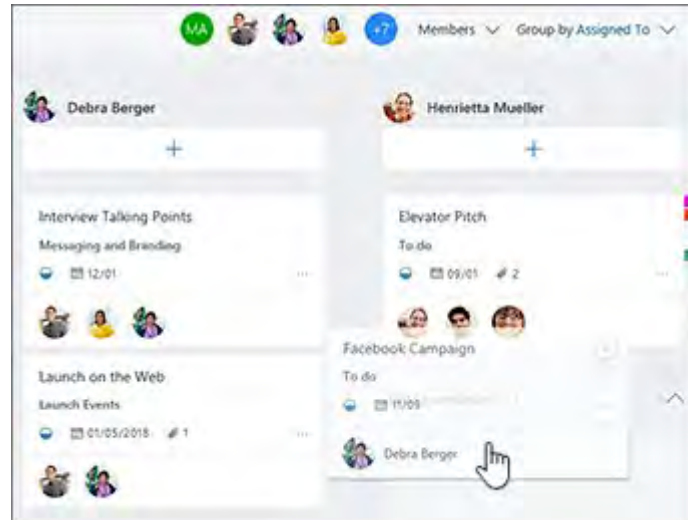 MA
+7
Members
Group by Assigned To
Debra Berger
Henrietta Mueller
+
+
Interview Talking Points
Messaging and Branding
12/01
...
Elevator Pitch
To do
09/01
2
...
Launch on the Web
Launch Events
01/05/2018
1
...
Facebook Campaign
To do
11/09
Debra Berger